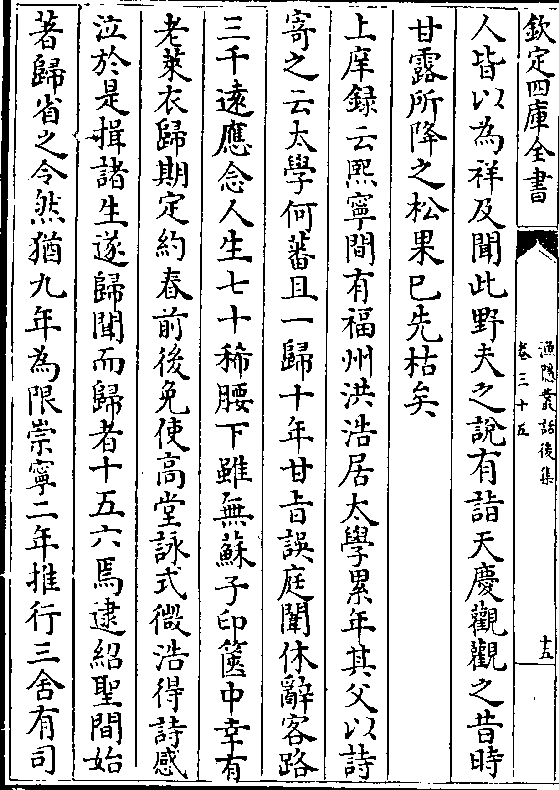 欽定四庫全書
漁隱叢話後集
卷三十五
十五
人皆以為祥及聞此野夫之說有詣天慶觀觀之昔時
甘露所降之松果已先枯矣
上庠録云熙寧間有福州洪浩居太學累年其父以詩
寄之云太學何蕃且一歸十年甘旨誤庭闈休辭客路
三千遠應念人生七十稀腰下雖無蘇子印篋中幸有
老萊衣歸期定約春前後免使高堂詠式微浩得詩感
泣於是揖諸生遂歸聞而歸者十五六焉逮紹聖間始
著歸省之令然猶九年為限崇寧二年推行三舍有司